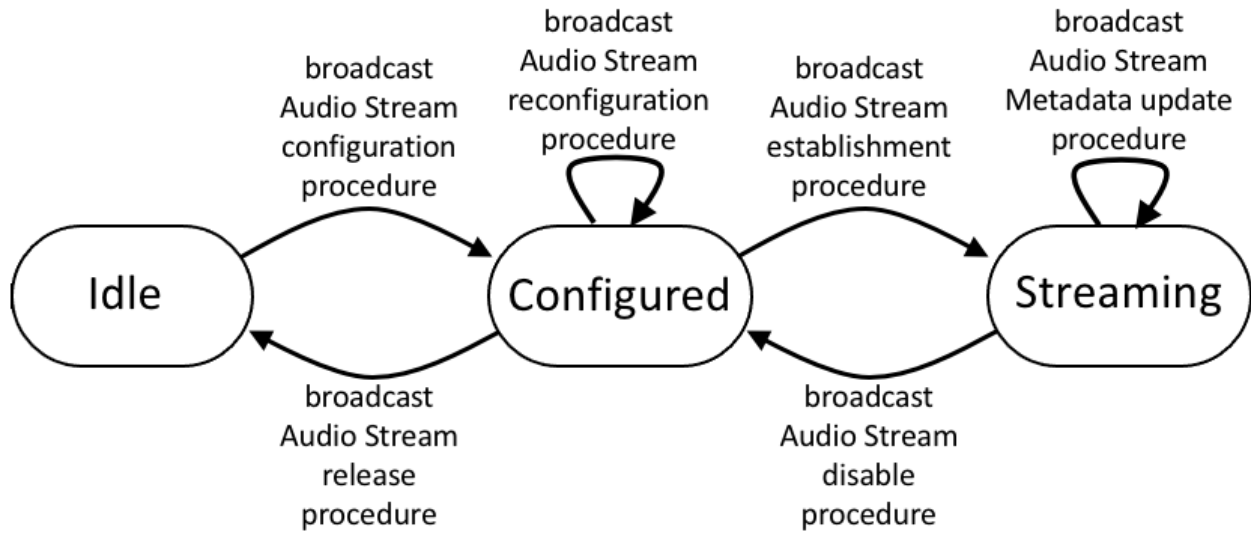 broadcast
Audio Stream
configuration
procedure
broadcast
Audio Stream
reconfiguration
procedure
broadcast
Audio Stream
establishment
procedure
broadcast
Audio Stream
Metadata update
procedure
Idle
Configured
Streaming
broadcast
Audio Stream
release
procedure
broadcast
Audio Stream
disable
procedure